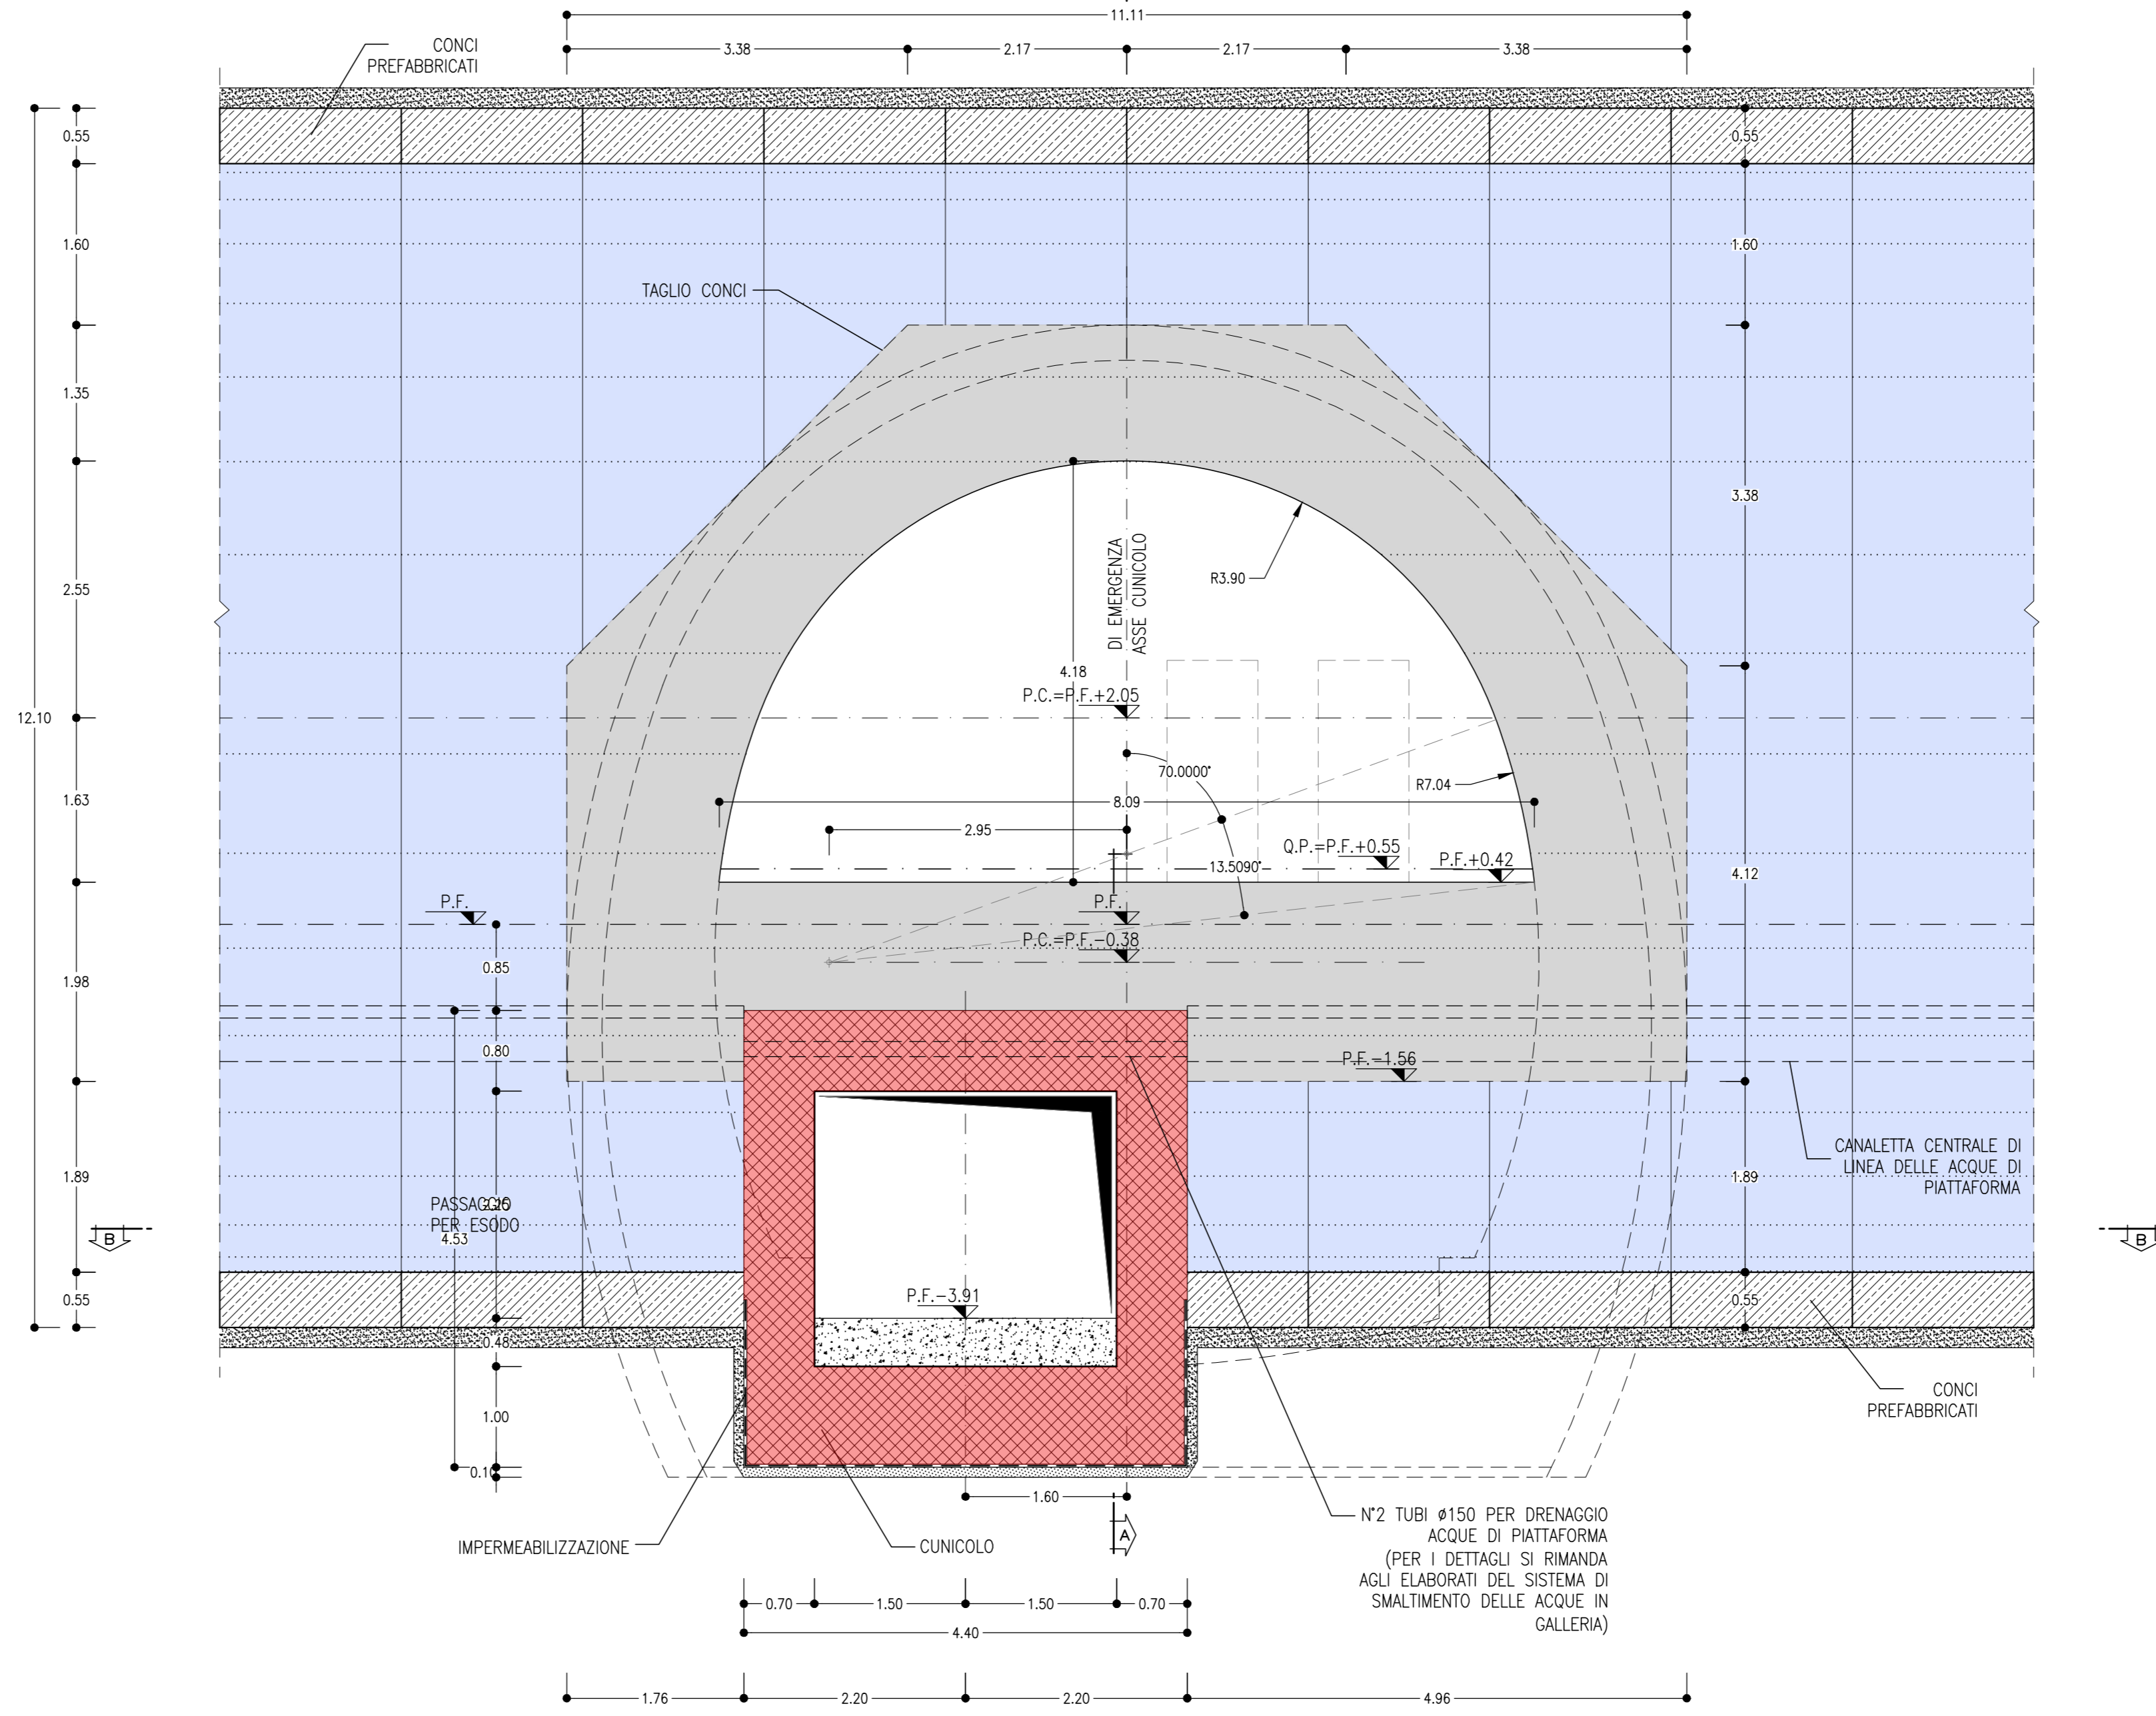 11.11
3.38
2.17
2.17
3.38
CONCI
PREFABBRICATI
0.55
1.60
1.35
2.55
12.10
1.63
1.98
1.89
0.55
0.55
1.60
3.38
4.12
1.89
0.55
TAGLIO CONCI
DI EMERGENZA
ASSE CUNICOLO
R3.90
4.18
P.C.=P.F.+2.05
70.0000°
R7.04
8.09
2.95
Q.P.=P.F.+0.55
13.5090°
P.F.+0.42
P.F.
P.F.
P.C.=P.F.-0.38
0.85
0.80
P.F.-1.56
CANALETTA CENTRALE DI
LINEA DELLE ACQUE DI
PIATTAFORMA
PASSAGGIO
PER ESODO
2.25
4.53
B
B
P.F.-3.91
0.48
1.00
0.10
CONCI
PREFABBRICATI
1.60
A
IMPERMEABILIZZAZIONE
CUNICOLO
N°2 TUBI ø150 PER DRENAGGIO
ACQUE DI PIATTAFORMA
(PER I DETTAGLI SI RIMANDA
AGLI ELABORATI DEL SISTEMA DI
SMALTIMENTO DELLE ACQUE IN
GALLERIA)
0.70
1.50
1.50
0.70
4.40
1.76
2.20
2.20
4.96